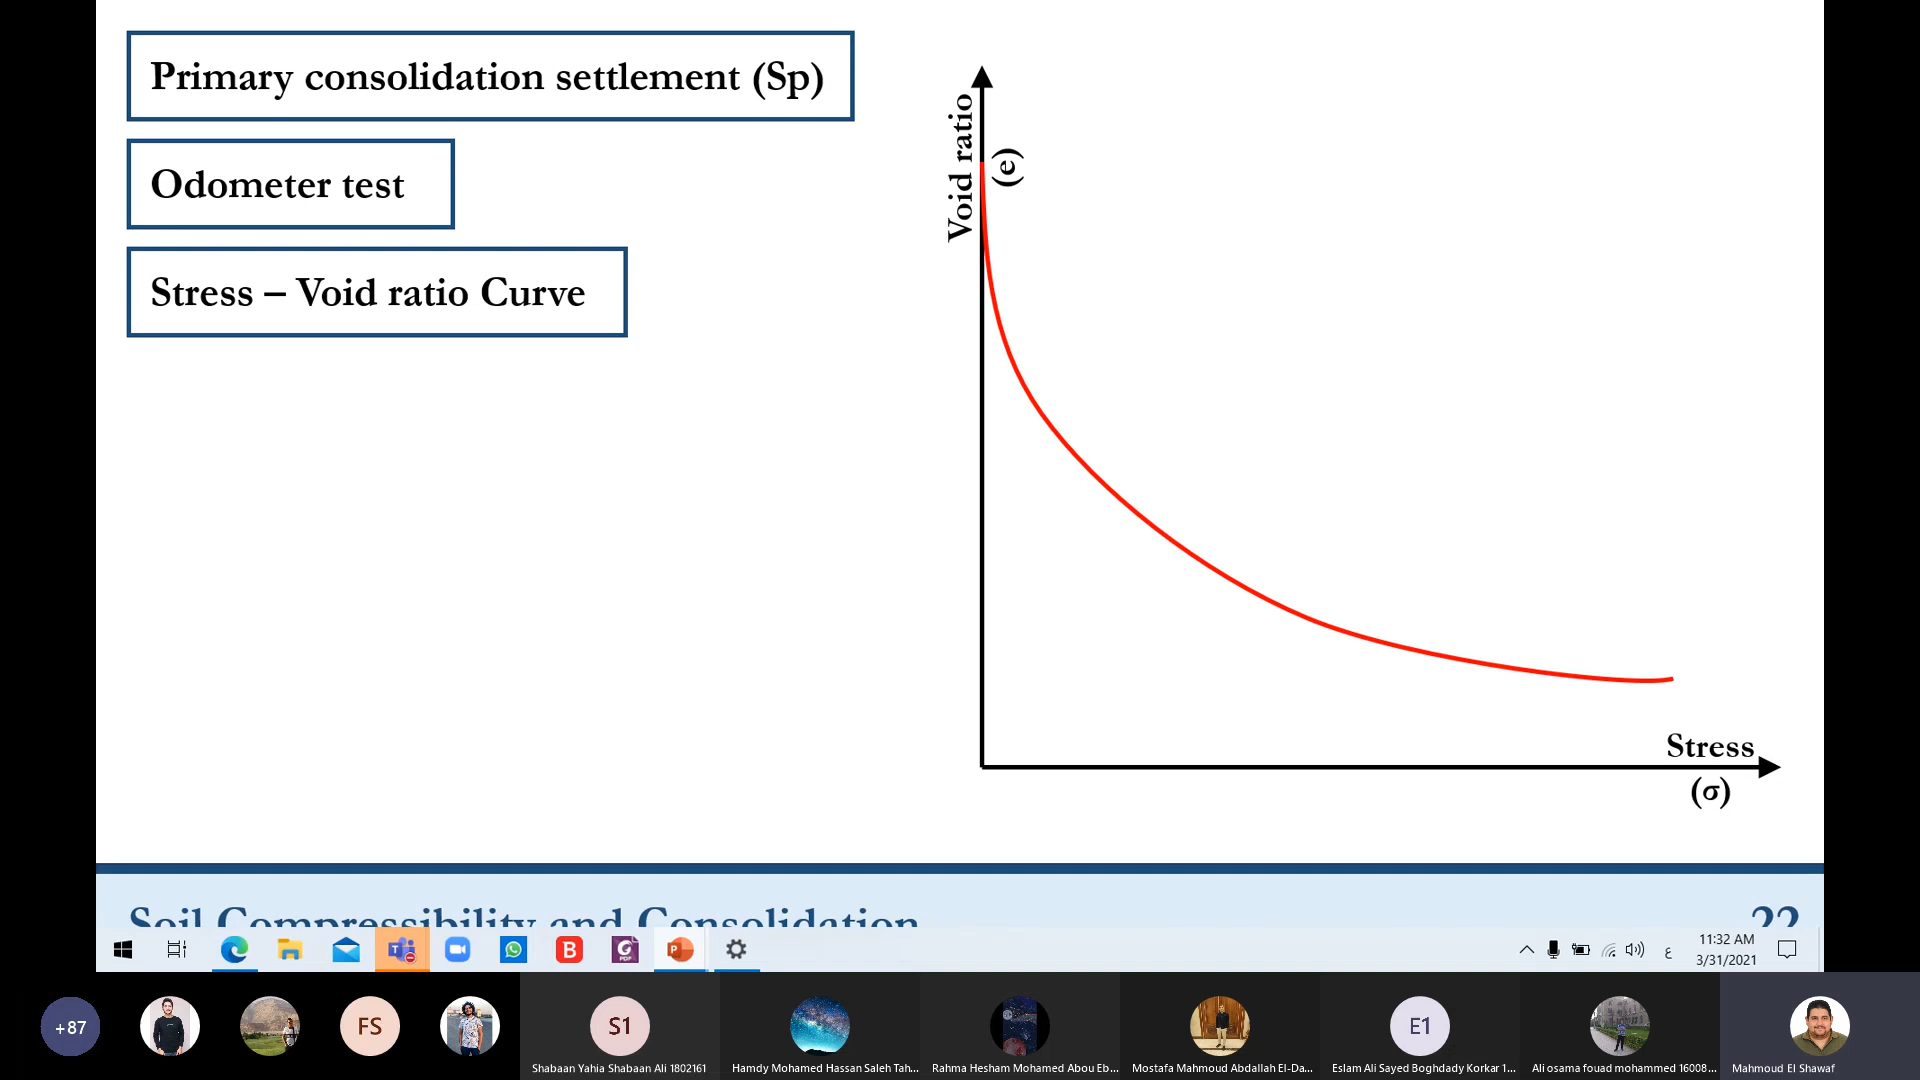 Primary consolidation settlement (Sp)
Odometer test
Stress – Void ratio Curve
Void ratio
(e)
Stress
(σ)
Soil Compressibility and Consolidation
22
ع
11:32 AM
3/31/2021
+87
FS
S1
E1
Shabaan Yahia Shabaan Ali 1802161
Hamdy Mohamed Hassan Saleh Tah...
Rahma Hesham Mohamed Abou Eb...
Mostafa Mahmoud Abdallah El-Da...
Eslam Ali Sayed Boghdady Korkar 1...
Ali osama fouad mohammed 16008...
Mahmoud El Shawaf